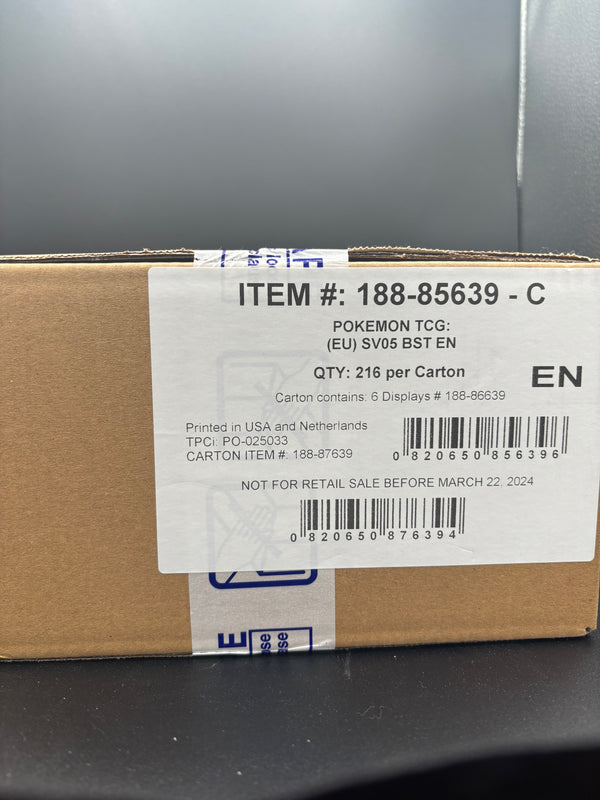 ITEM #: 188-85639 - C
POKEMON TCG:
(EU) SV05 BST EN
QTY: 216 per Carton
EN
Carton contains: 6 Displays # 188-86639
Printed in USA and Netherlands
TPCi: PO-025033
CARTON ITEM #: 188-87639
0 820650 856396
NOT FOR RETAIL SALE BEFORE MARCH 22, 2024
0 820650 876394